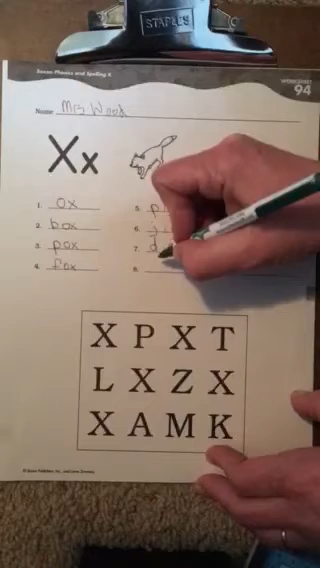 STAPLES
Saxon Phonics and Spelling K
WORKSHEET
94
Name Mrs Wood
X x
1. ox
2. box
3. pox
4. fox
5. p
6.
7. d
8.
X P X T
L X Z X
X A M K